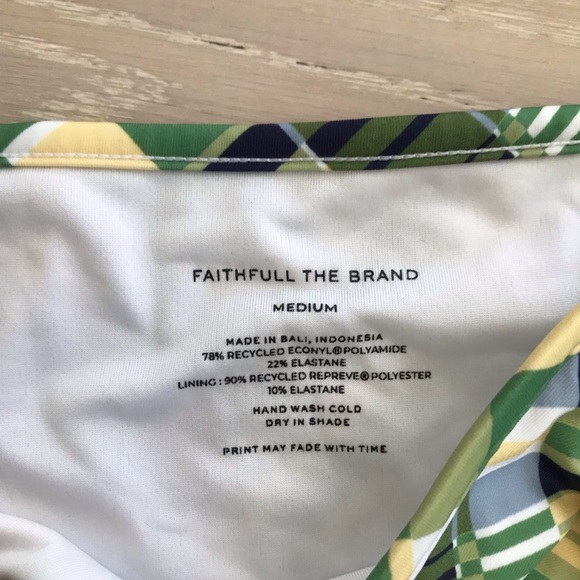 FAITHFULL THE BRAND
MEDIUM
MADE IN BALI, INDONESIA
78% RECYCLED ECONYL®POLYAMIDE
22% ELASTANE
LINING : 90% RECYCLED REPREVE®POLYESTER
10% ELASTANE
HAND WASH COLD
DRY IN SHADE
PRINT MAY FADE WITH TIME